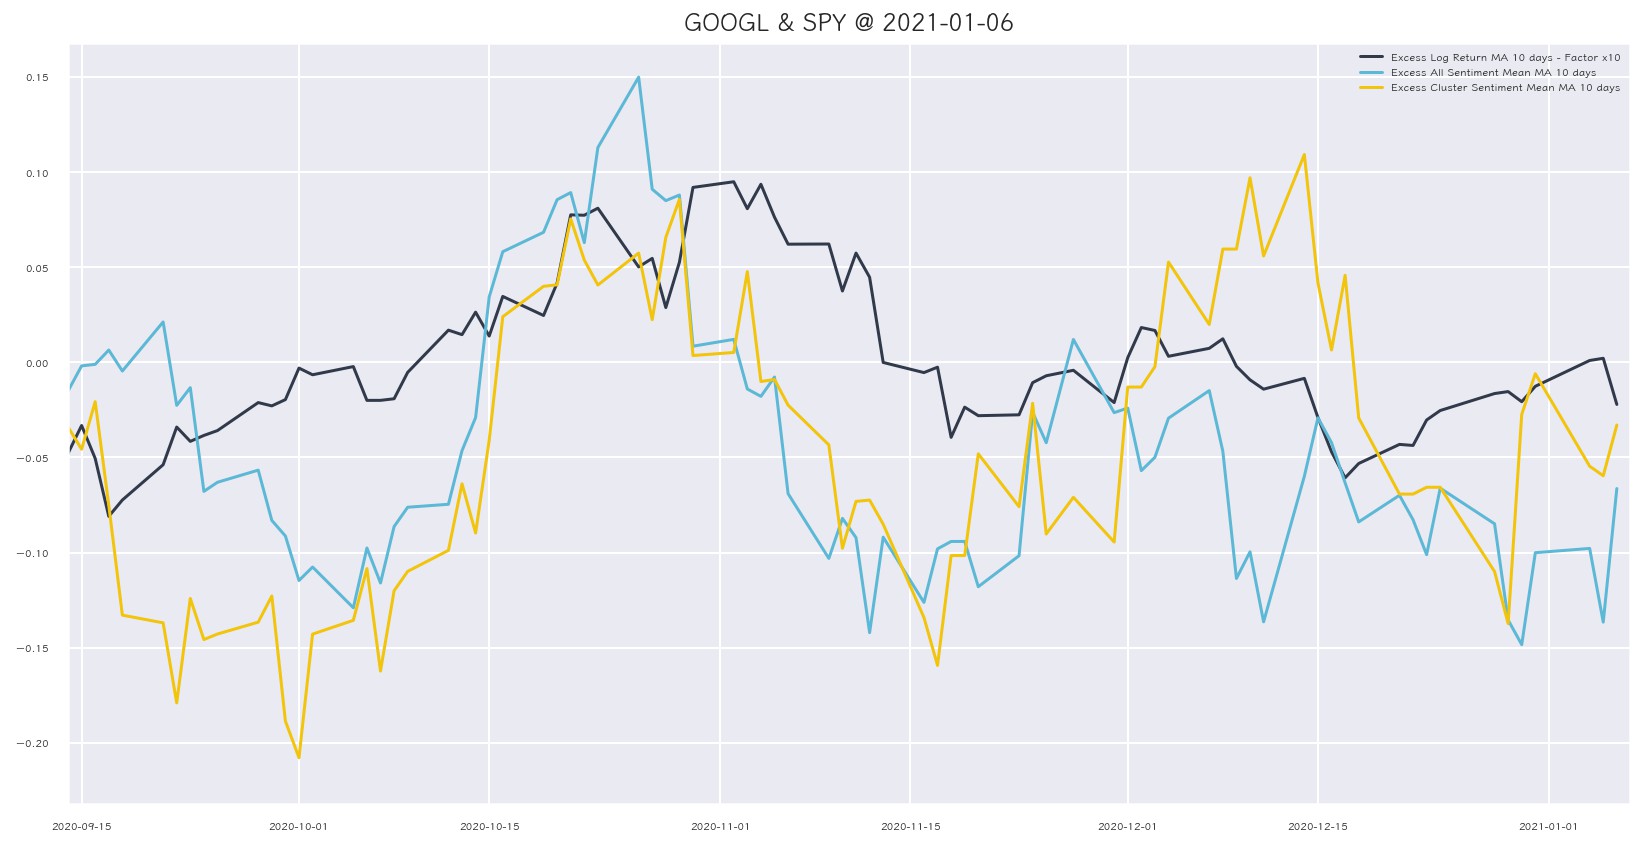 GOOGL & SPY @ 2021-01-06
Excess Log Return MA 10 days - Factor x10
Excess All Sentiment Mean MA 10 days
Excess Cluster Sentiment Mean MA 10 days
0.15
0.10
0.05
0.00
−0.05
−0.10
−0.15
−0.20
2020-09-15 2020-10-01 2020-10-15 2020-11-01 2020-11-15 2020-12-01 2020-12-15 2021-01-01